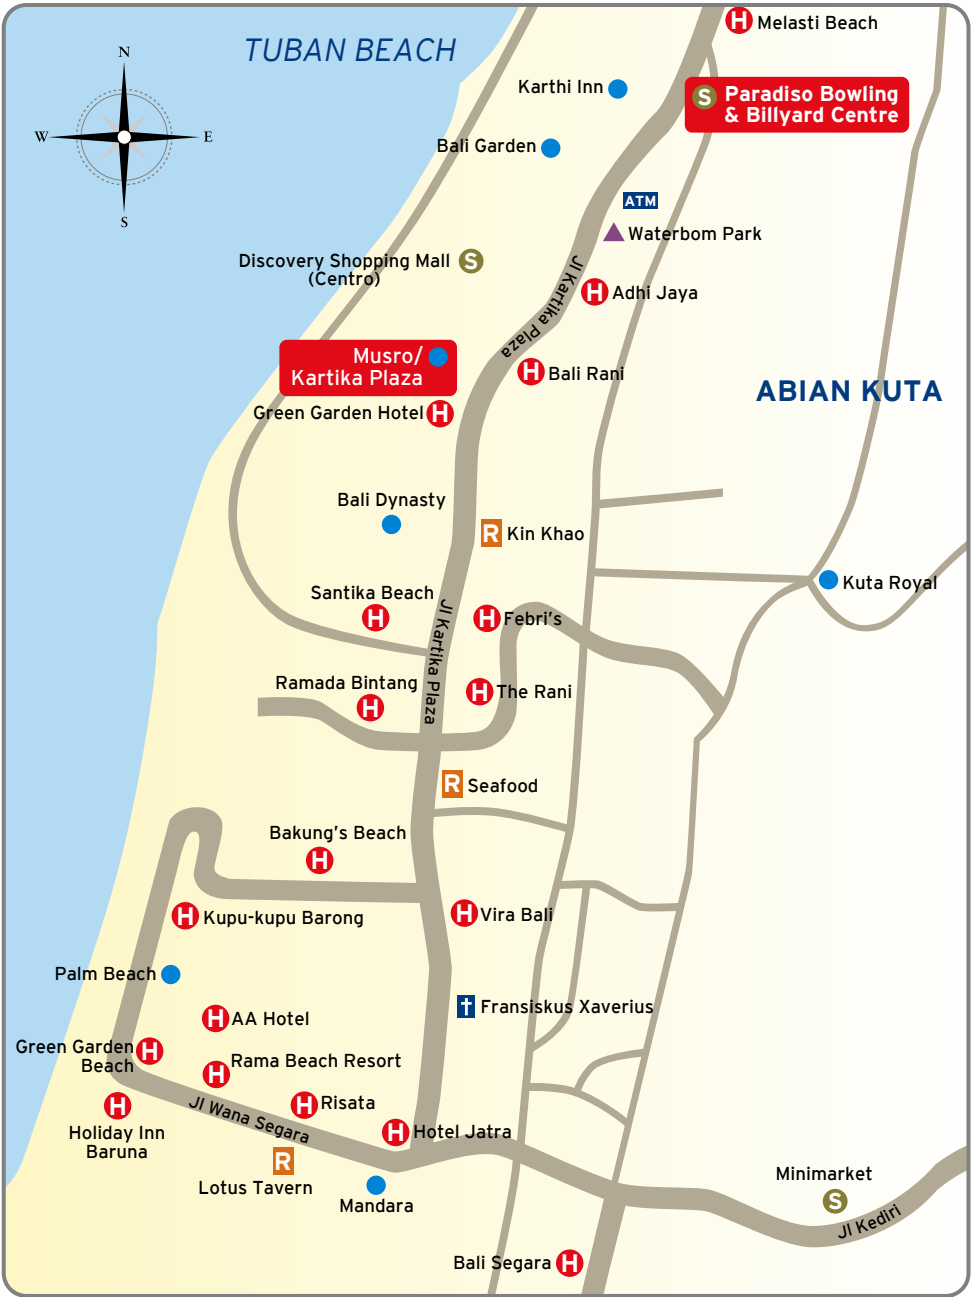 TUBAN BEACH
N
W
E
S
H
Melasti Beach
Karthi Inn
S
Paradiso Bowling
& Billyard Centre
Bali Garden
ATM
Waterbom Park
Discovery Shopping Mall
(Centro)
S
Jl Kartika Plaza
H
Adhi Jaya
Musro/
Kartika Plaza
H
Bali Rani
ABIAN KUTA
Green Garden Hotel
H
Bali Dynasty
R
Kin Khao
Kuta Royal
Santika Beach
H
H
Febri's
Jl Kartika Plaza
Ramada Bintang
H
H
The Rani
R
Seafood
Bakung's Beach
H
H
Kupu-kupu Barong
H
Vira Bali
Palm Beach
Fransiskus Xaverius
H
AA Hotel
Green Garden
Beach
H
H
Rama Beach Resort
H
Risata
Jl Wana Segara
H
Holiday Inn
Baruna
H
Hotel Jatra
R
Lotus Tavern
Mandara
Minimarket
S
Jl Kediri
Bali Segara
H